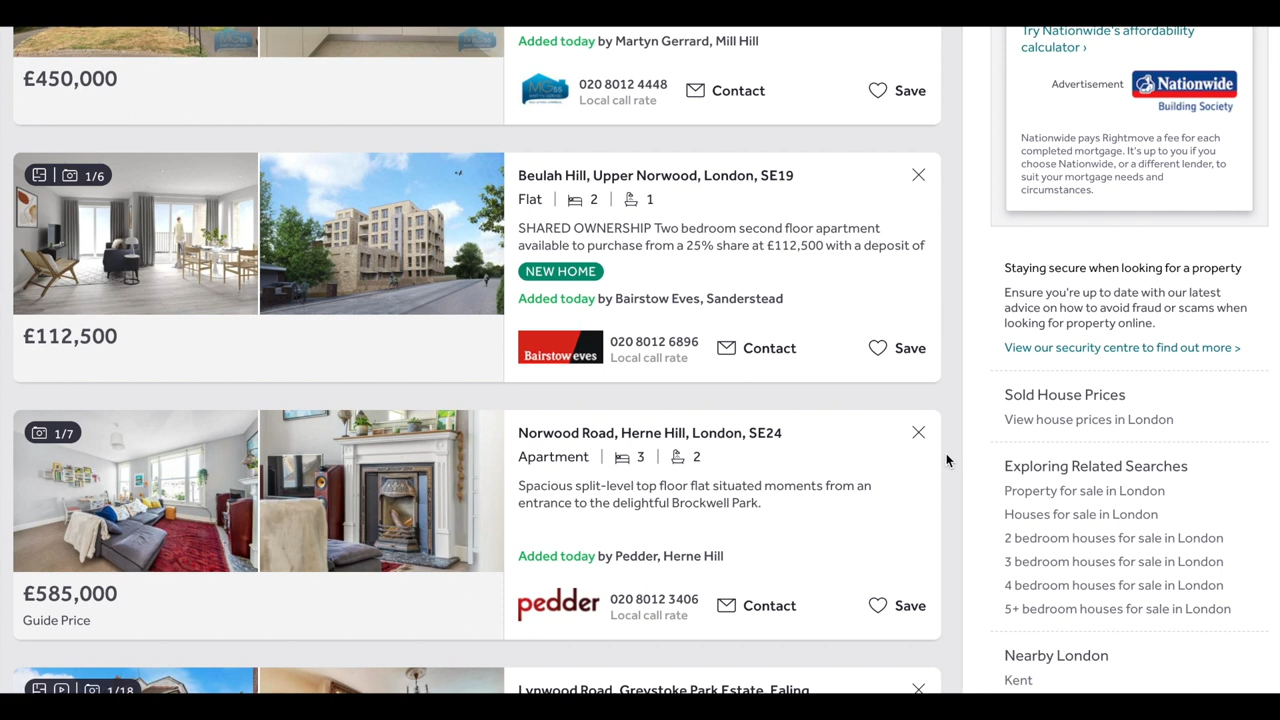 Added today by Martyn Gerrard, Mill Hill
£450,000
020 8012 4448
Local call rate
Contact
Save
1/6
£112,500
Beulah Hill, Upper Norwood, London, SE19
Flat | 2 | 1
SHARED OWNERSHIP Two bedroom second floor apartment
available to purchase from a 25% share at £112,500 with a deposit of
NEW HOME
Added today by Bairstow Eves, Sanderstead
Bairstow eves
020 8012 6896
Local call rate
Contact
Save
1/7
£585,000
Guide Price
Norwood Road, Herne Hill, London, SE24
Apartment | 3 | 2
Spacious split-level top floor flat situated moments from an
entrance to the delightful Brockwell Park.
Added today by Pedder, Herne Hill
pedder
020 8012 3406
Local call rate
Contact
Save
1/18
Lynwood Road, Greystoke Park Estate, Ealing
Try Nationwide's affordability
calculator ›
Advertisement
Nationwide
Building Society
Nationwide pays Rightmove a fee for each
completed mortgage. It's up to you if you
choose Nationwide, or a different lender, to
suit your mortgage needs and
circumstances.
Staying secure when looking for a property
Ensure you're up to date with our latest
advice on how to avoid fraud or scams when
looking for property online.
View our security centre to find out more >
Sold House Prices
View house prices in London
Exploring Related Searches
Property for sale in London
Houses for sale in London
2 bedroom houses for sale in London
3 bedroom houses for sale in London
4 bedroom houses for sale in London
5+ bedroom houses for sale in London
Nearby London
Kent